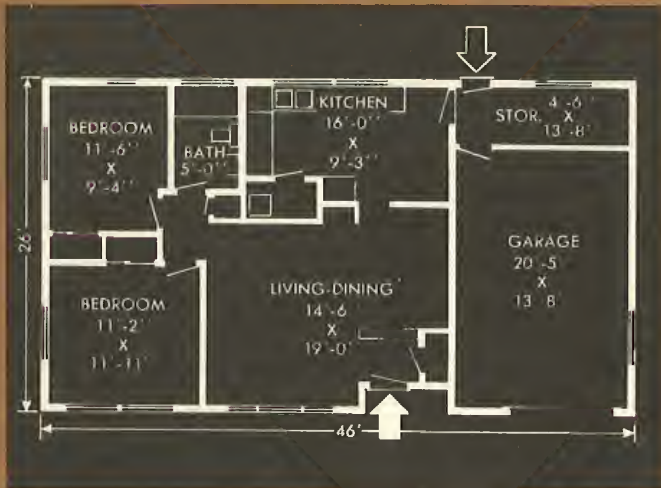 BEDROOM
11'-6"
X
9'-4"
BATH
5'-0"
KITCHEN
16'-0"
X
9'-3"
STOR.
4'-6
X
13'-8'
GARAGE
20'-5
X
13 8
LIVING-DINING
14'-6
X
19'-0"
BEDROOM
11'-2"
X
11'-11"
26'
46'